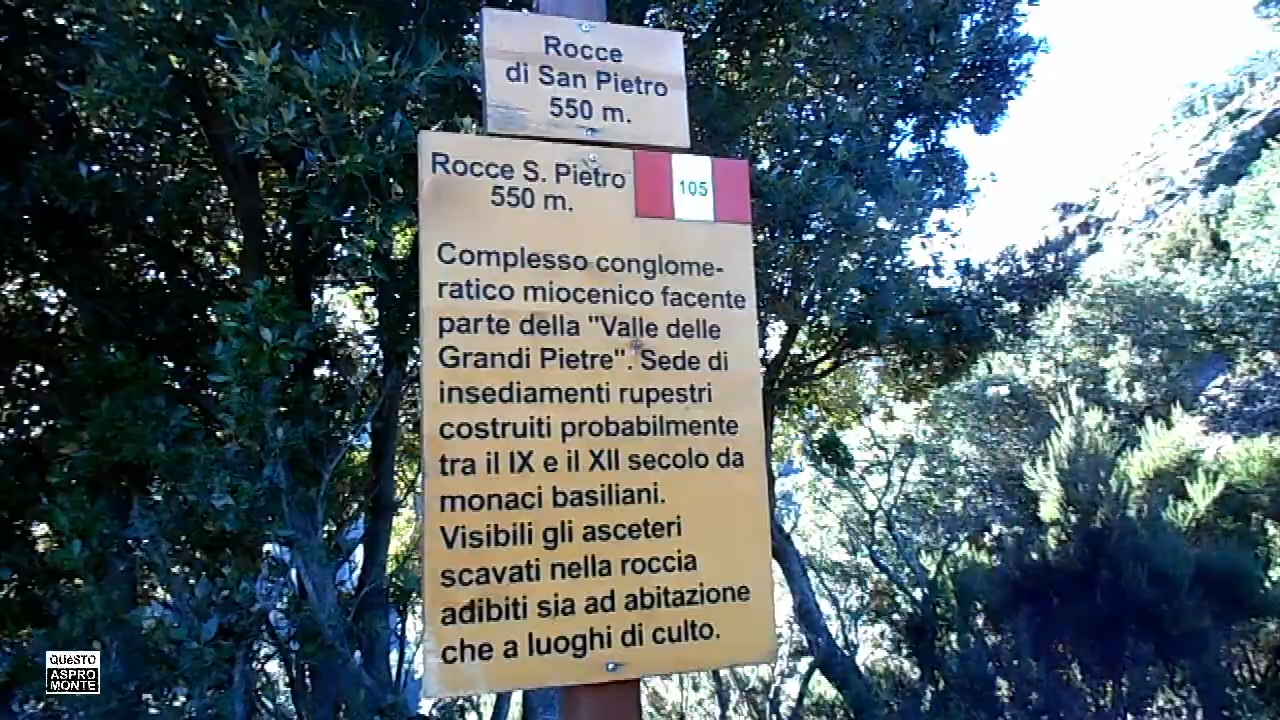 Rocce
di San Pietro
550 m.
Rocce S. Pietro
550 m.
105
Complesso conglome-
ratico miocenico facente
parte della "Valle delle
Grandi Pietre". Sede di
insediamenti rupestri
costruiti probabilmente
tra il IX e il XII secolo da
monaci basiliani.
Visibili gli asceteri
scavati nella roccia
adibiti sia ad abitazione
che a luoghi di culto.
QUèSTO
ASPRO
MONTE